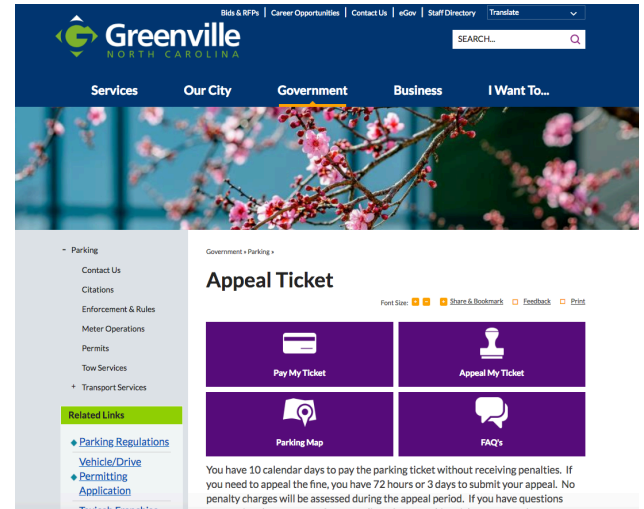 Bids & RFPs | Career Opportunities | Contact Us | eGov | Staff Directory Translate
Greenville
NORTH CAROLINA
SEARCH...
Services Our City Government Business I Want To...
- Parking
Contact Us
Citations
Enforcement & Rules
Meter Operations
Permits
Tow Services
+ Transport Services
Related Links
Parking Regulations
Vehicle/Drive
Permitting
Application
Government » Parking »
Appeal Ticket
Font Size: + - + Share & Bookmark Feedback Print
Pay My Ticket Appeal My Ticket
Parking Map FAQ's
You have 10 calendar days to pay the parking ticket without receiving penalties. If
you need to appeal the fine, you have 72 hours or 3 days to submit your appeal. No
penalty charges will be assessed during the appeal period. If you have questions